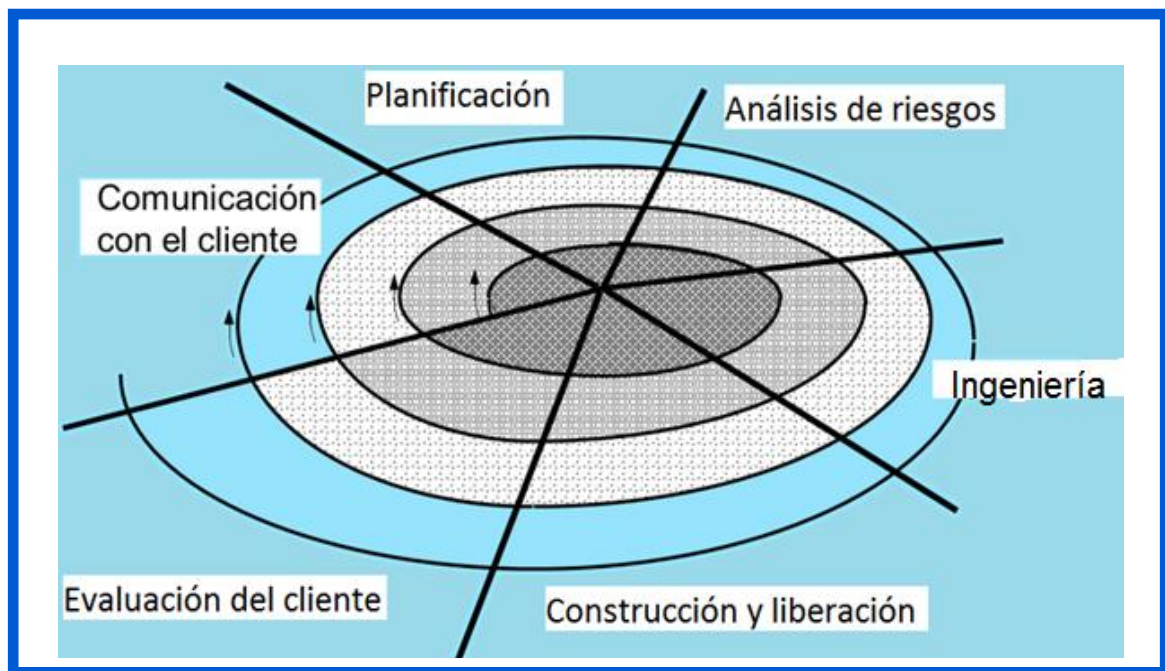 Planificación
Análisis de riesgos
Comunicación
con el cliente
Ingeniería
Evaluación del cliente
Construcción y liberación